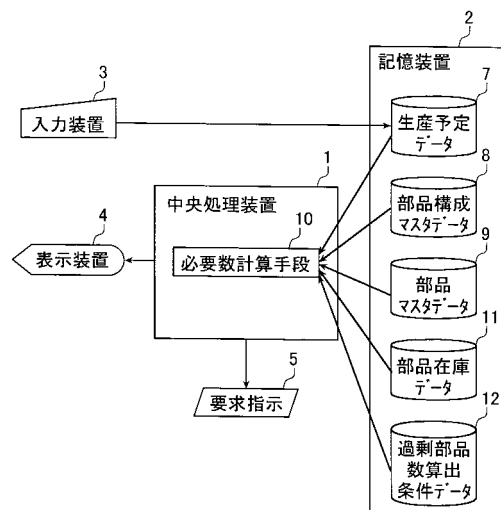 2
記憶装置
7
生産予定
データ
3
入力装置
1
中央処理装置
8
部品構成
マスタデータ
10
必要数計算手段
4
表示装置
9
部品
マスタデータ
11
部品在庫
データ
5
要求指示
12
過剰部品
数算出
条件データ